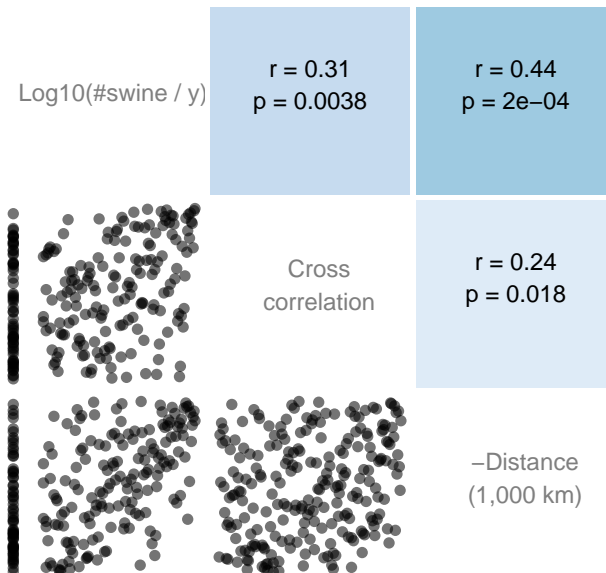 Log10(#swine / y)
r = 0.31
p = 0.0038
r = 0.44
p = 2e−04
Cross
correlation
r = 0.24
p = 0.018
−Distance
(1,000 km)